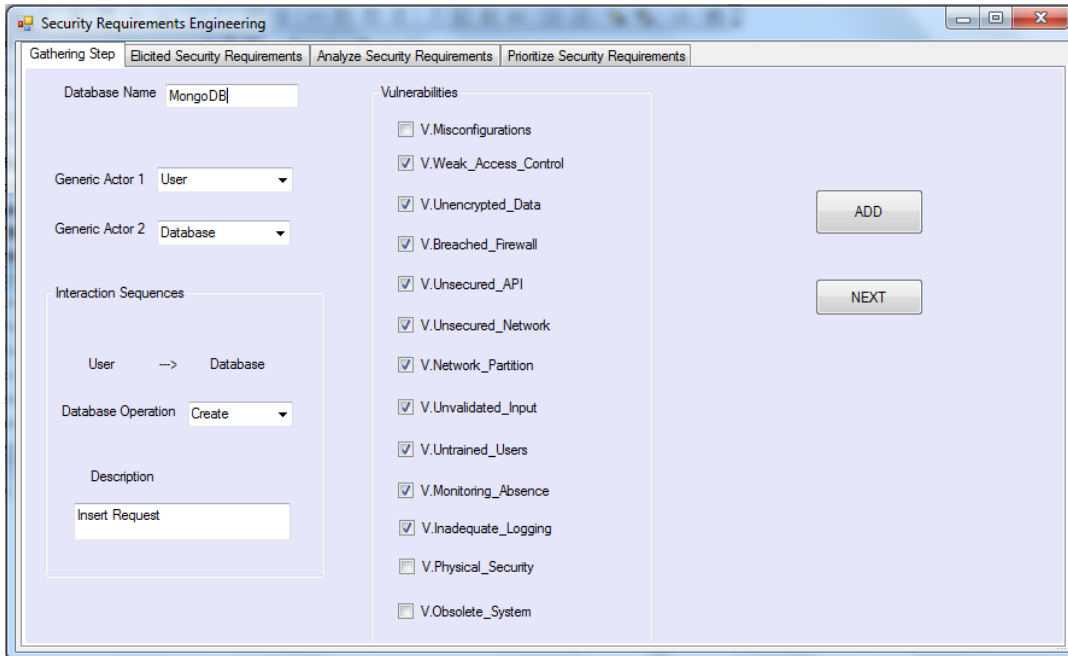 Security Requirements Engineering
Gathering Step Elicited Security Requirements Analyze Security Requirements Prioritize Security Requirements
Database Name MongoDB
Generic Actor 1 User
Generic Actor 2 Database
Interaction Sequences
User ---> Database
Database Operation Create
Description
Insert Request
Vulnerabilities
V.Misconfigurations
V.Weak_Access_Control
V.Unencrypted_Data
V.Breached_Firewall
V.Unsecured_API
V.Unsecured_Network
V.Network_Partition
V.Unvalidated_Input
V.Untrained_Users
V.Monitoring_Absence
V.Inadequate_Logging
V.Physical_Security
V.Obsolete_System
ADD
NEXT